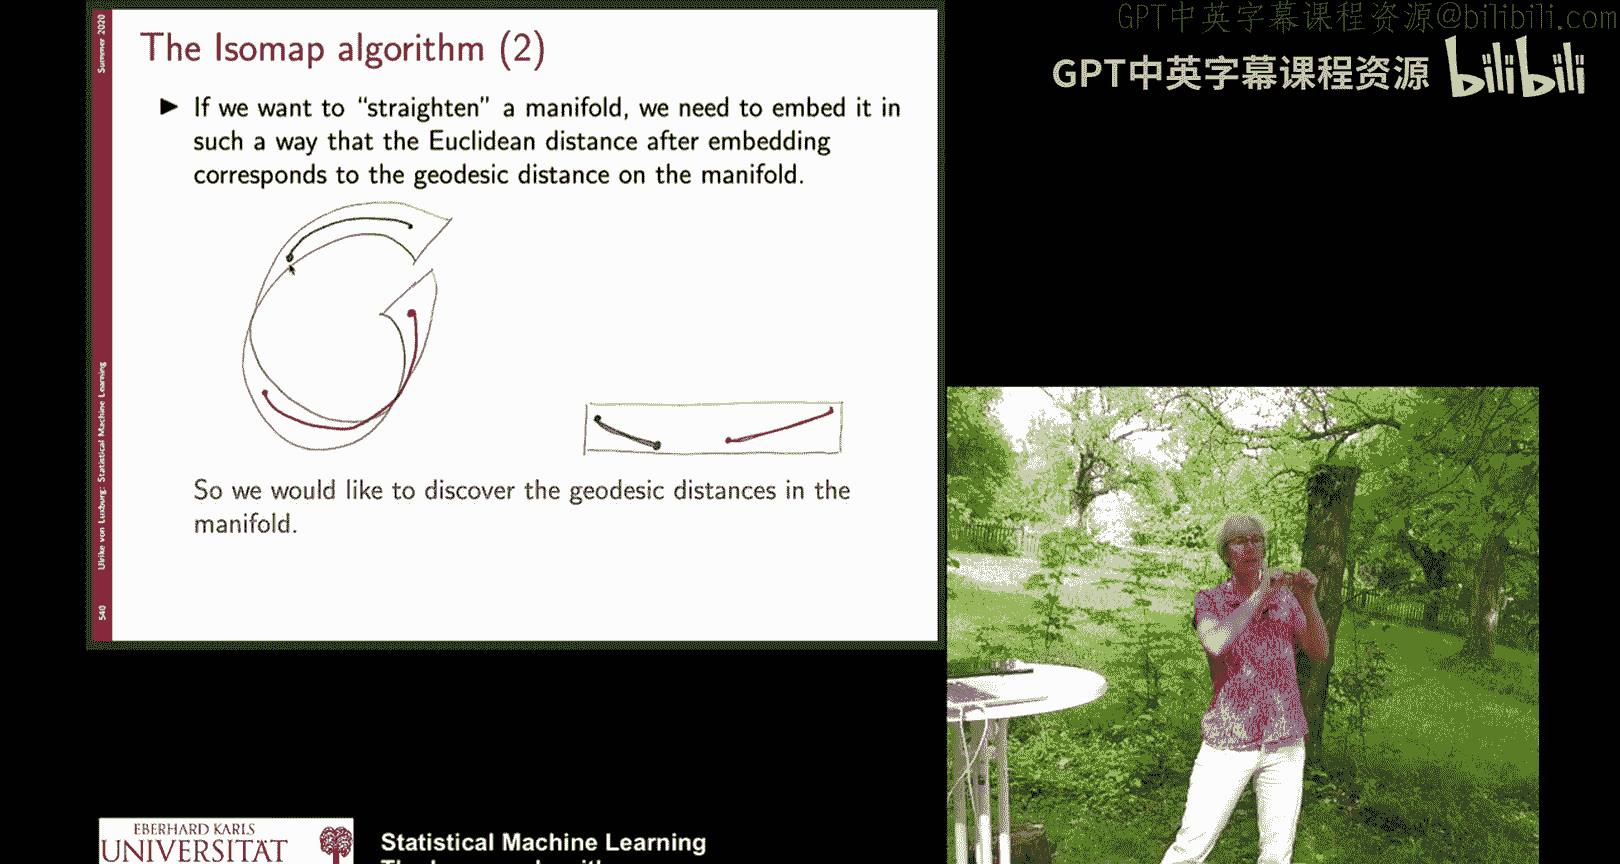 GPT中英字幕课程资源@bilibili.com
GPT中英字幕课程资源 bilibili
Summer 2020
The Isomap algorithm (2)
If we want to “straighten” a manifold, we need to embed it in
such a way that the Euclidean distance after embedding
corresponds to the geodesic distance on the manifold.
So we would like to discover the geodesic distances in the
manifold.
Ulrike von Luxburg: Statistical Machine Learning
540
EBERHARD KARLS
UNIVERSITÄT
Statistical Machine Learning